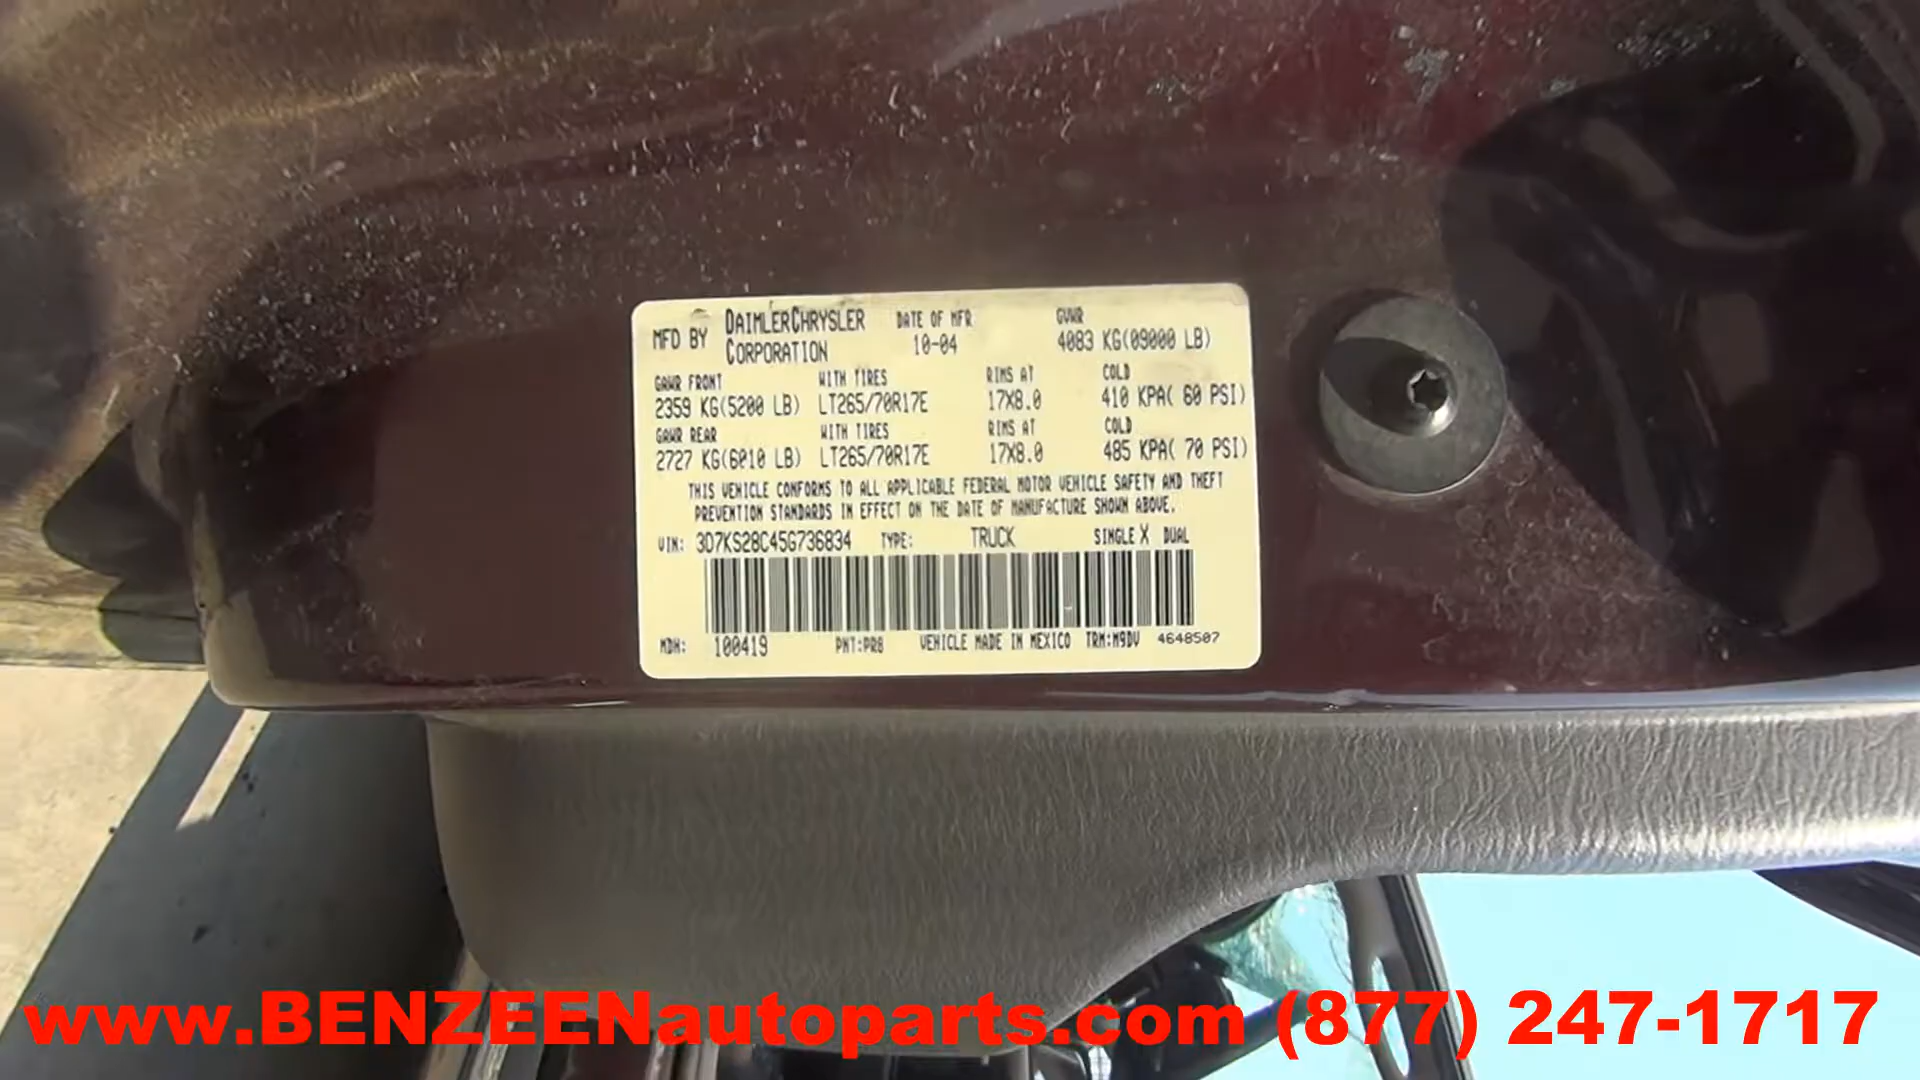 MFD BY DAIMLERCHRYSLER CORPORATION DATE OF MFR 10-04 GVWR 4083 KG(09000 LB)
GAWR FRONT WITH TIRES RIMS AT COLD
2359 KG(5200 LB) LT265/70R17E 17X8.0 410 KPA( 60 PSI)
GAWR REAR WITH TIRES RIMS AT COLD
2727 KG(6010 LB) LT265/70R17E 17X8.0 485 KPA( 70 PSI)
THIS VEHICLE CONFORMS TO ALL APPLICABLE FEDERAL MOTOR VEHICLE SAFETY AND THEFT
PREVENTION STANDARDS IN EFFECT ON THE DATE OF MANUFACTURE SHOWN ABOVE.
VIN: 3D7KS28C45G736834 TYPE: TRUCK SINGLE X DUAL
MDH: 100419 PNT:PR8 VEHICLE MADE IN MEXICO TRM:M9DV 4648507
www.BENZEENautoparts.com (877) 247-1717